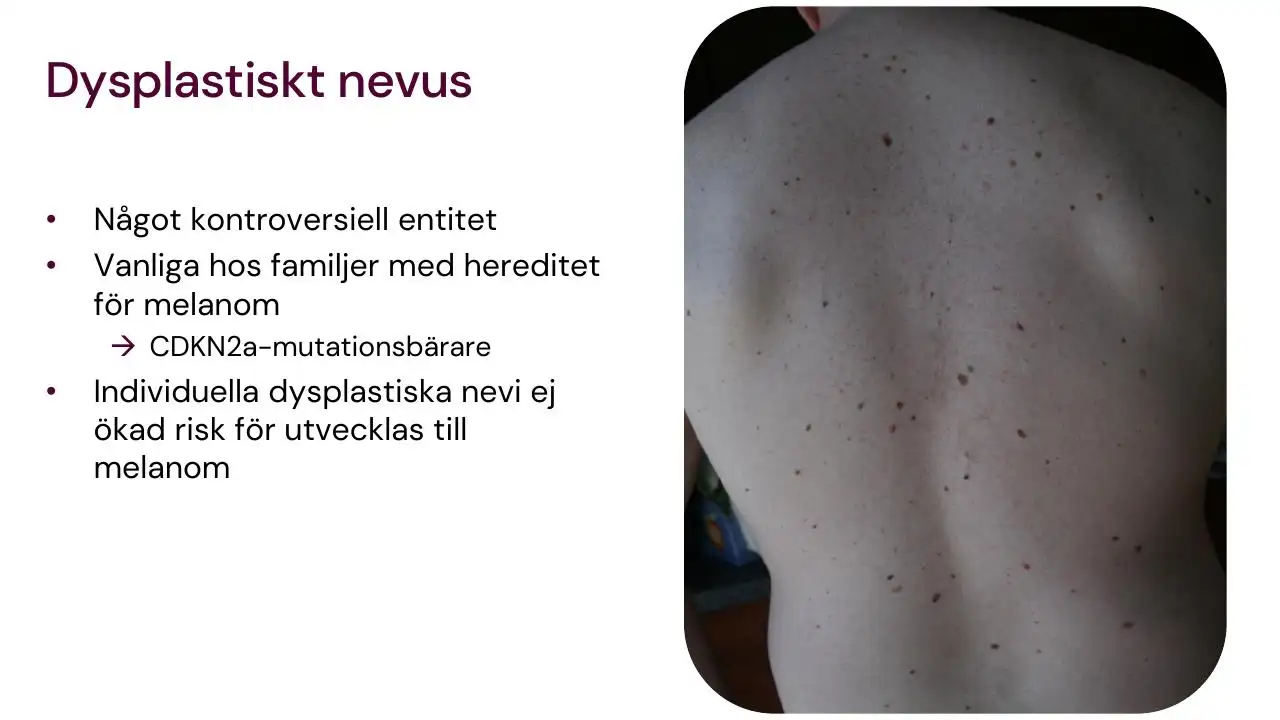 Dysplastiskt nevus
• Något kontroversiell entitet
• Vanliga hos familjer med hereditet
för melanom
→ CDKN2a-mutationsbärare
• Individuella dysplastiska nevi ej
ökad risk för utvecklas till
melanom